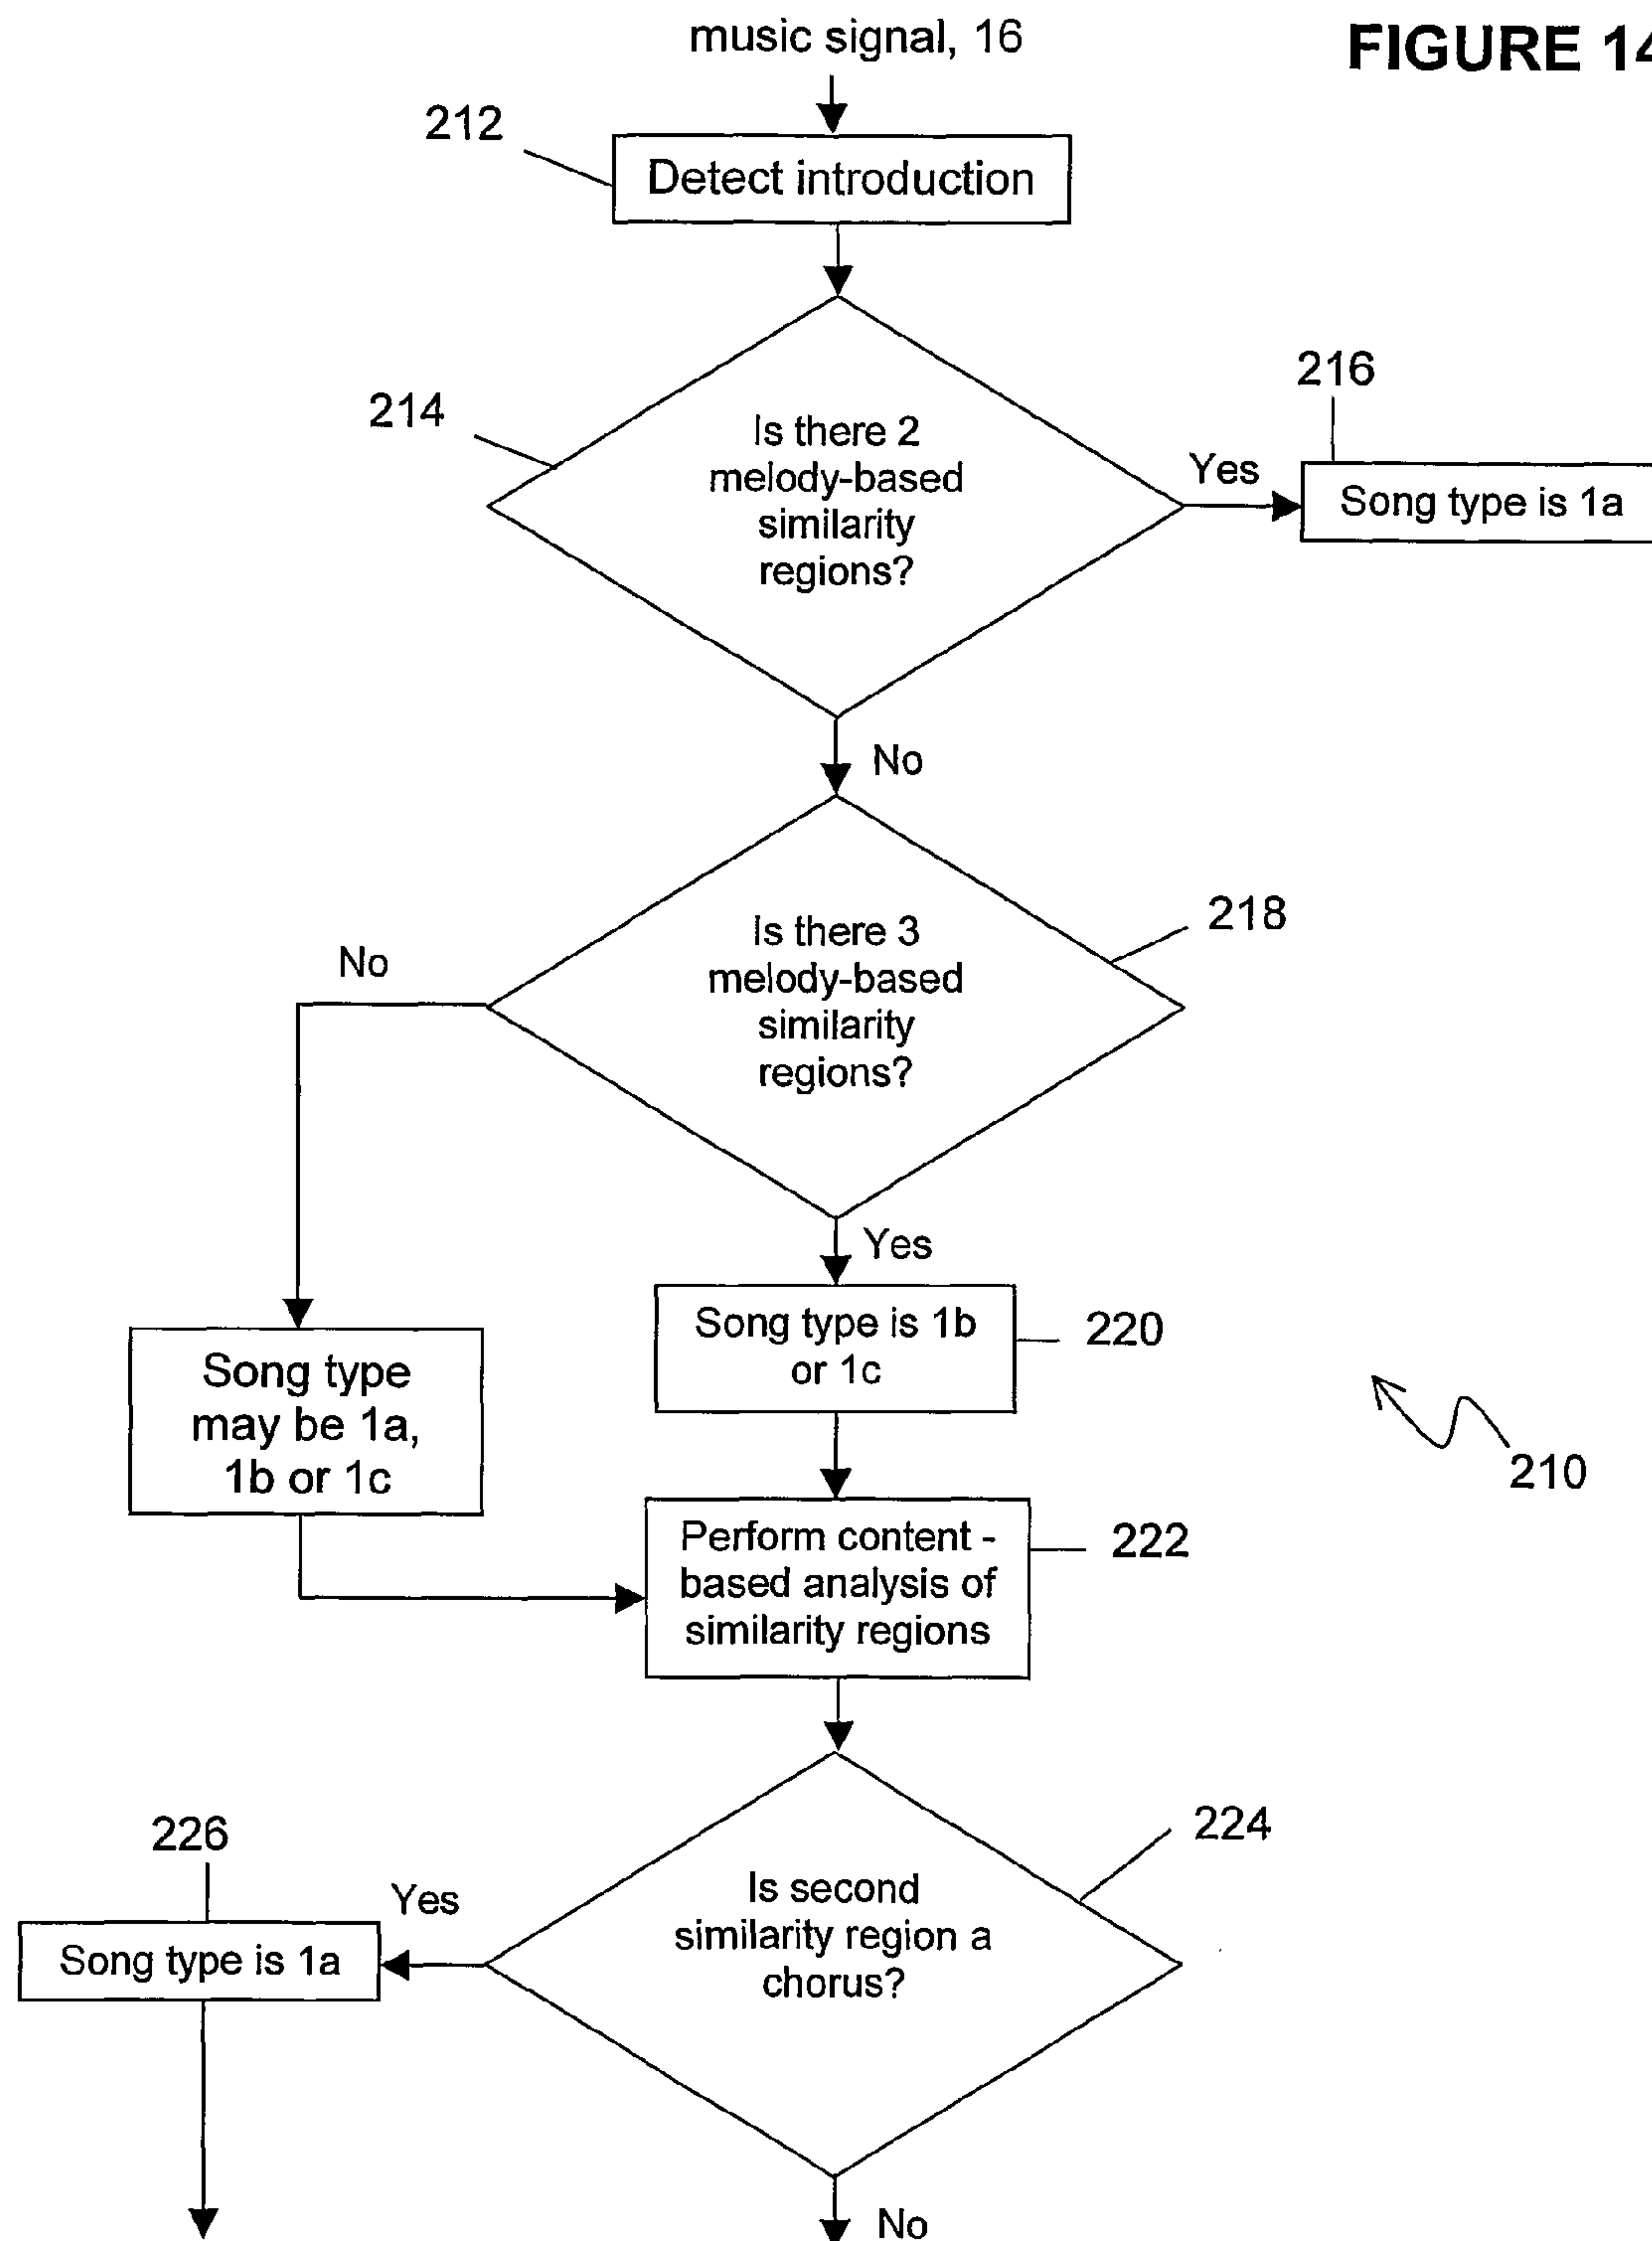 music signal, 16
FIGURE 14
212
Detect introduction
214
Is there 2
melody-based
similarity
regions?
Yes
216
Song type is 1a
No
Is there 3
melody-based
similarity
regions?
218
No
Yes
Song type is 1b
or 1c
220
Song type
may be 1a,
1b or 1c
210
Perform content -
based analysis of
similarity regions
222
226
Yes
Song type is 1a
Is second
similarity region a
chorus?
224
No